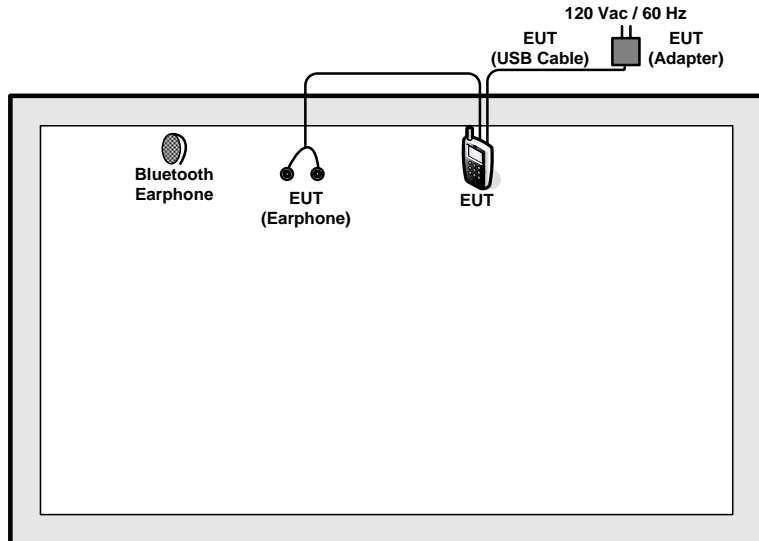 120 Vac / 60 Hz
EUT
(USB Cable)
EUT
(Adapter)
Bluetooth
Earphone
EUT
(Earphone)
EUT